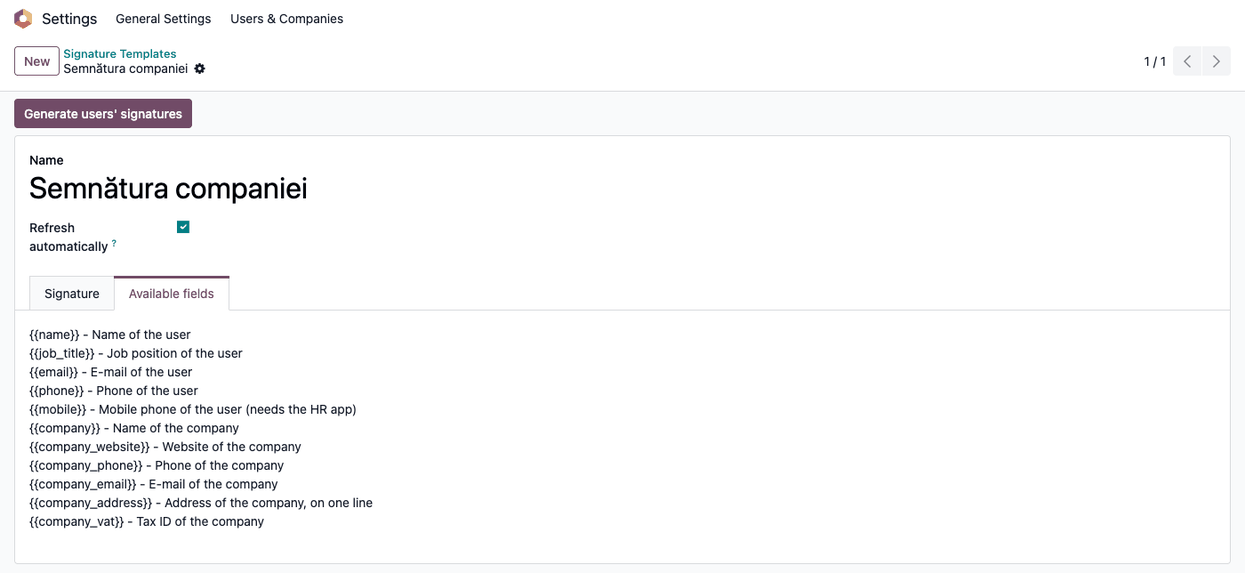 Settings General Settings Users & Companies
New
Signature Templates
Semnătura companiei
1 / 1
Generate users' signatures
Name
Semnătura companiei
Refresh
automatically ?
Signature Available fields
{{name}} - Name of the user
{{job_title}} - Job position of the user
{{email}} - E-mail of the user
{{phone}} - Phone of the user
{{mobile}} - Mobile phone of the user (needs the HR app)
{{company}} - Name of the company
{{company_website}} - Website of the company
{{company_phone}} - Phone of the company
{{company_email}} - E-mail of the company
{{company_address}} - Address of the company, on one line
{{company_vat}} - Tax ID of the company